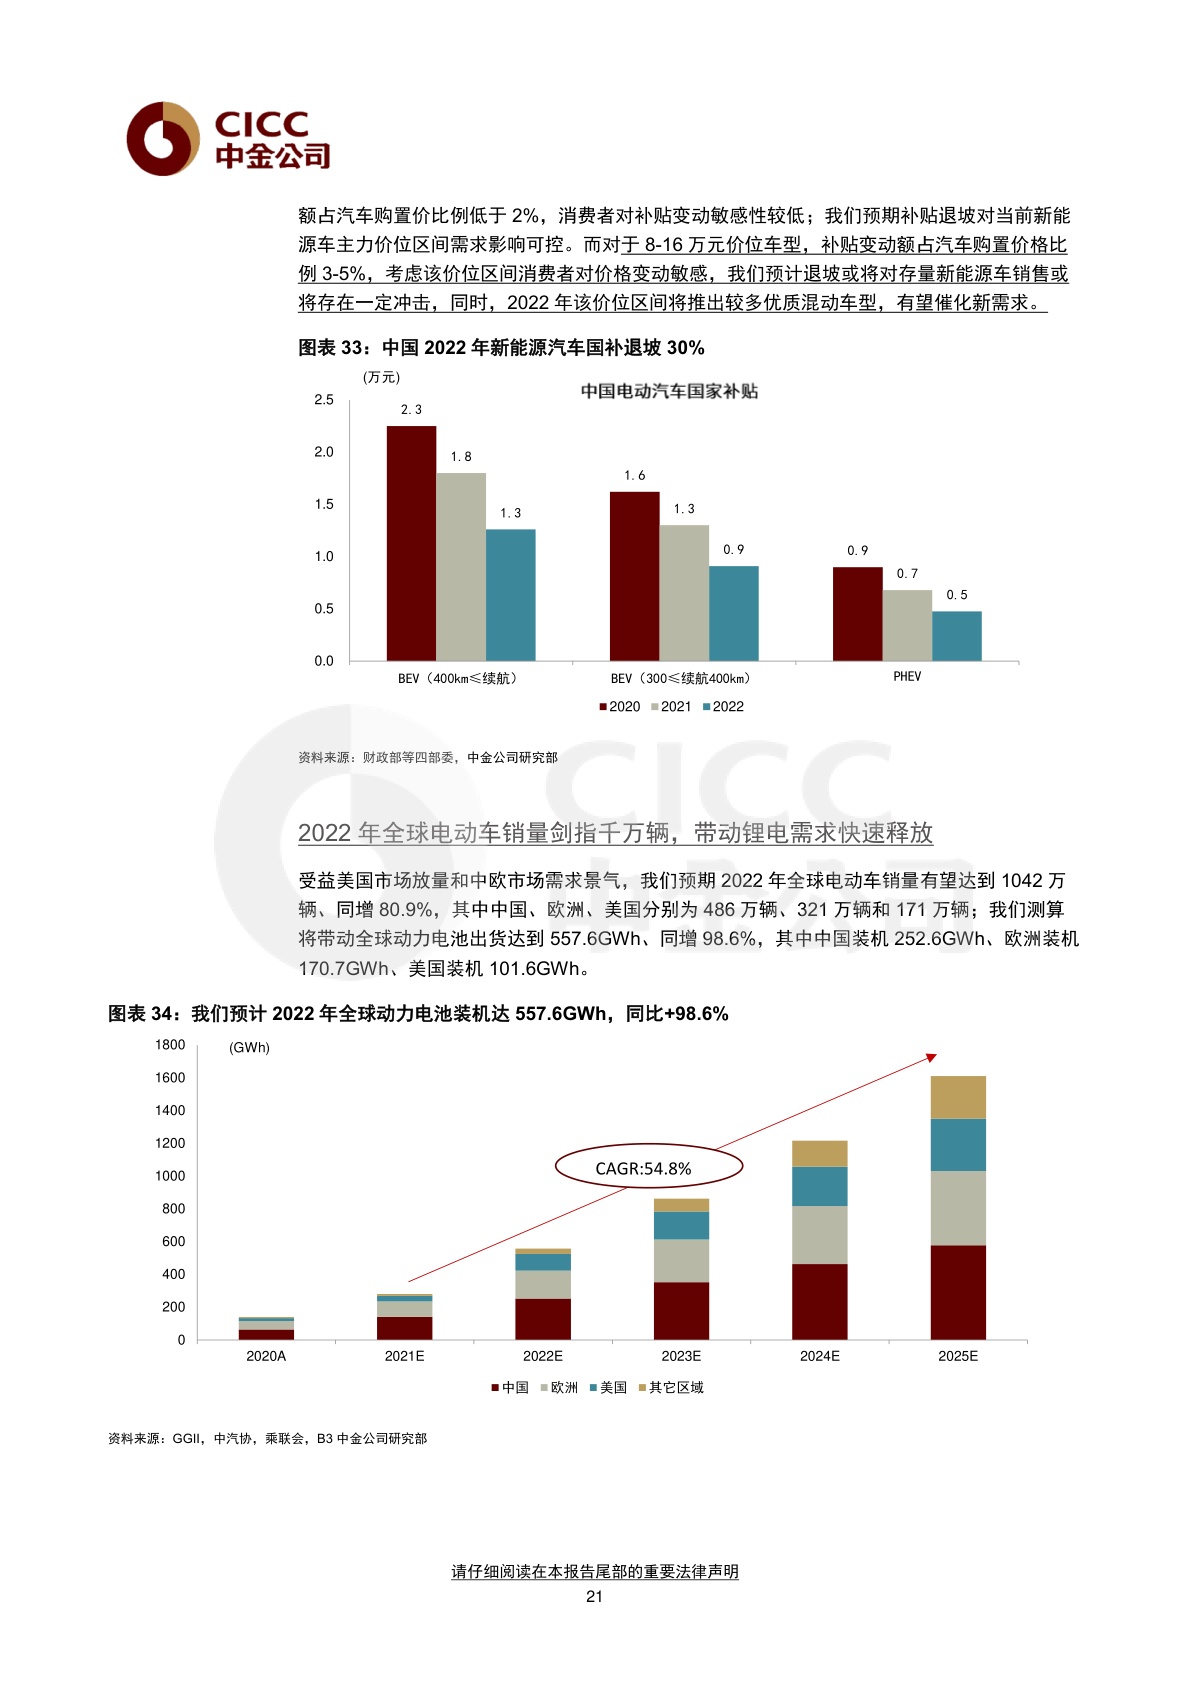 CICC
中金公司
额占汽车购置价比例低于 2%，消费者对补贴变动敏感性较低；我们预期补贴退坡对当前新能
源车主力价位区间需求影响可控。而对于 8-16 万元价位车型，补贴变动额占汽车购置价格比
例 3-5%，考虑该价位区间消费者对价格变动敏感，我们预计退坡或将对存量新能源车销售或
将存在一定冲击，同时，2022 年该价位区间将推出较多优质混动车型，有望催化新需求。
图表 33：中国 2022 年新能源汽车国补退坡 30%
(万元)
中国电动汽车国家补贴
2.5
2.0
1.5
1.0
0.5
0.0
2.3
1.8
1.3
1.6
1.3
0.9
0.9
0.7
0.5
BEV（400km≤续航）
BEV（300≤续航400km）
PHEV
2020 2021 2022
资料来源：财政部等四部委，中金公司研究部
CICC
中金公司
2022 年全球电动车销量剑指千万辆，带动锂电需求快速释放
受益美国市场放量和中欧市场需求景气，我们预期 2022 年全球电动车销量有望达到 1042 万
辆、同增 80.9%，其中中国、欧洲、美国分别为 486 万辆、321 万辆和 171 万辆；我们测算
将带动全球动力电池出货达到 557.6GWh、同增 98.6%，其中中国装机 252.6GWh、欧洲装机
170.7GWh、美国装机 101.6GWh。
图表 34：我们预计 2022 年全球动力电池装机达 557.6GWh，同比+98.6%
(GWh)
1800
1600
1400
1200
1000
800
600
400
200
0
CAGR:54.8%
2020A 2021E 2022E 2023E 2024E 2025E
中国 欧洲 美国 其它区域
资料来源：GGII，中汽协，乘联会，B3 中金公司研究部
请仔细阅读在本报告尾部的重要法律声明
21